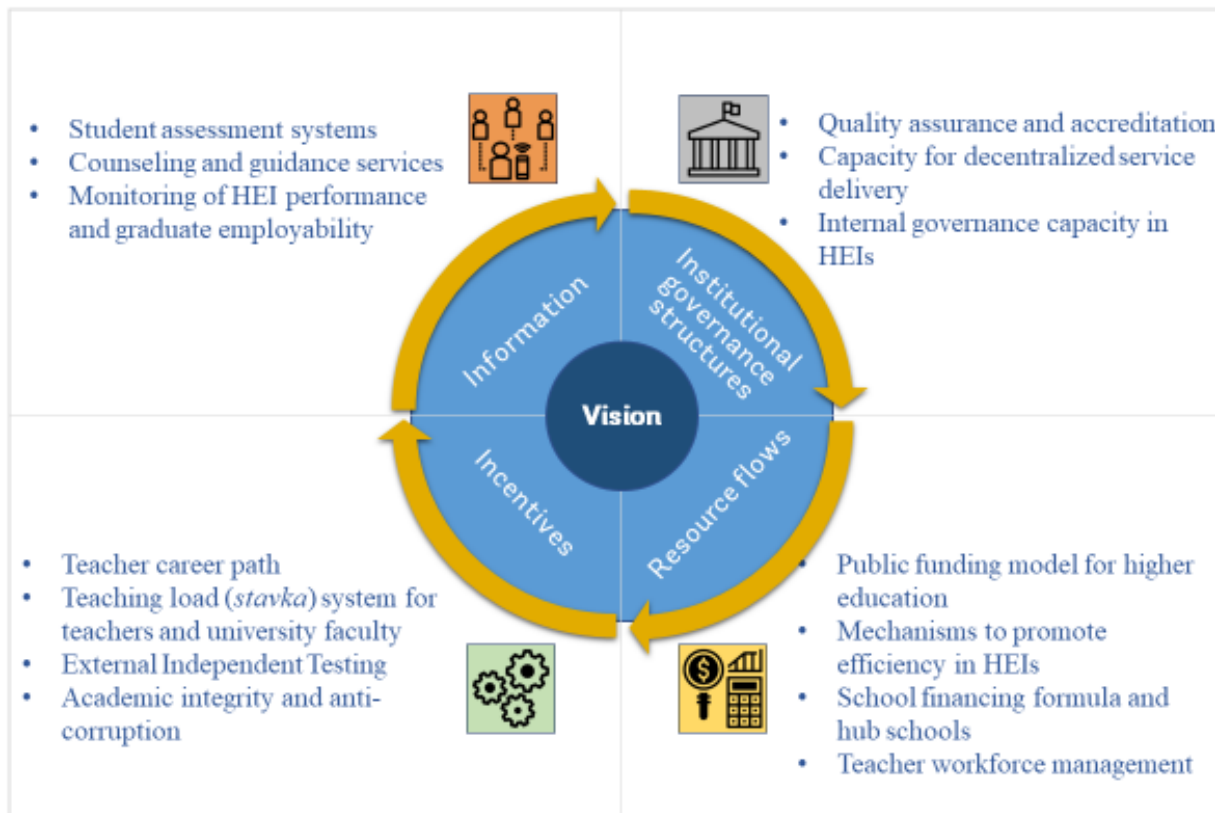 • Student assessment systems
• Counseling and guidance services
• Monitoring of HEI performance
and graduate employability
• Quality assurance and accreditation
• Capacity for decentralized service
delivery
• Internal governance capacity in
HEIs
Information
Institutional
governance
structures
Vision
Incentives
Resource flows
• Teacher career path
• Teaching load (stavka) system for
teachers and university faculty
• External Independent Testing
• Academic integrity and anti-
corruption
• Public funding model for higher
education
• Mechanisms to promote
efficiency in HEIs
• School financing formula and
hub schools
• Teacher workforce management